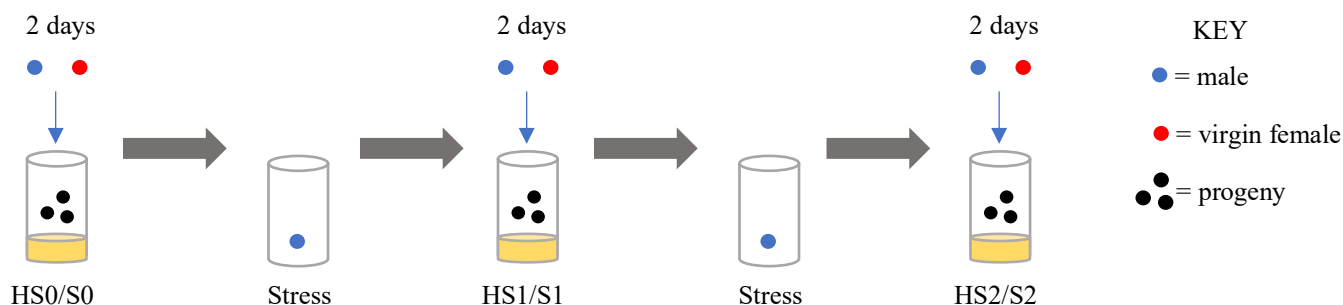 2 days
2 days
2 days
KEY
= male
= virgin female
= progeny
HS0/S0
Stress
HS1/S1
Stress
HS2/S2